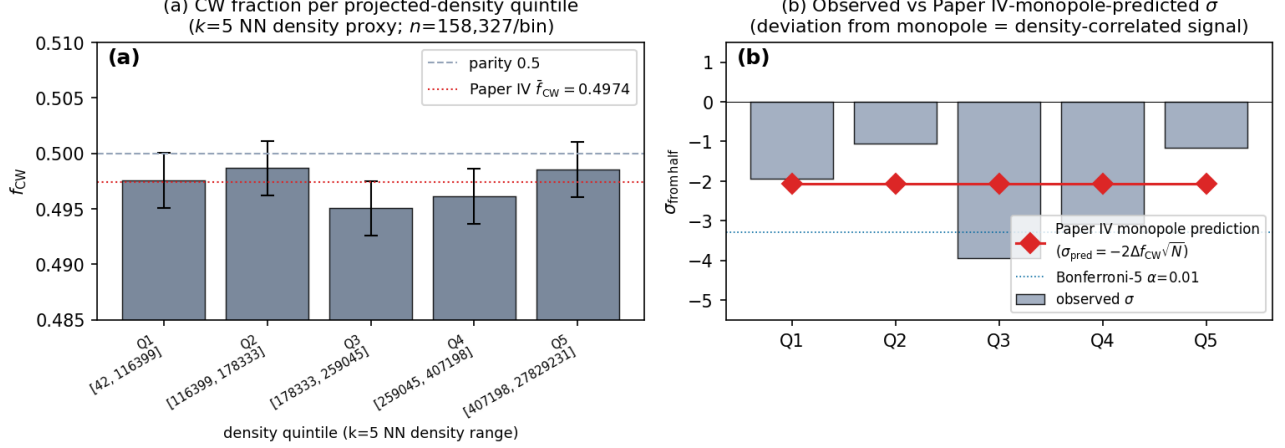 (a) CW fraction per projected-density quintile
(k=5 NN density proxy; n=158,327/bin)
(a)
parity 0.5
Paper IV f̄CW = 0.4974
0.510
0.505
0.500
0.495
0.490
0.485
fCW
Q1
[42, 116399]
Q2
[116399, 178333]
Q3
[178333, 259045]
Q4
[259045, 407198]
Q5
[407198, 27829231]
density quintile (k=5 NN density range)
(b) Observed vs Paper IV-monopole-predicted σ
(deviation from monopole = density-correlated signal)
(b)
1
0
−1
−2
−3
−4
−5
σfromhalf
Paper IV monopole prediction
(σpred = −2ΔfCW√N)
Bonferroni-5 α=0.01
observed σ
Q1
Q2
Q3
Q4
Q5